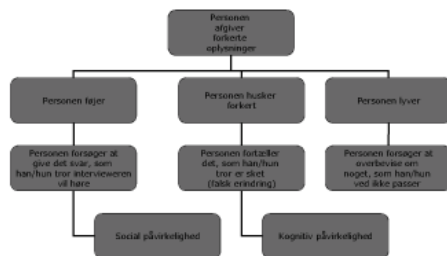 Personen
afgiver
forkerte
oplysninger
Personen føjer
Personen husker
forkert
Personen lyver
Personen forsøger at
give det svar, som
han/hun tror intervieweren
vil høre
Personen fortæller
det, som han/hun
tror er sket
(falsk erindring)
Personen forsøger at
overbevise om
noget, som han/hun
ved ikke passer
Social påvirkelighed
Kognitiv påvirkelighed